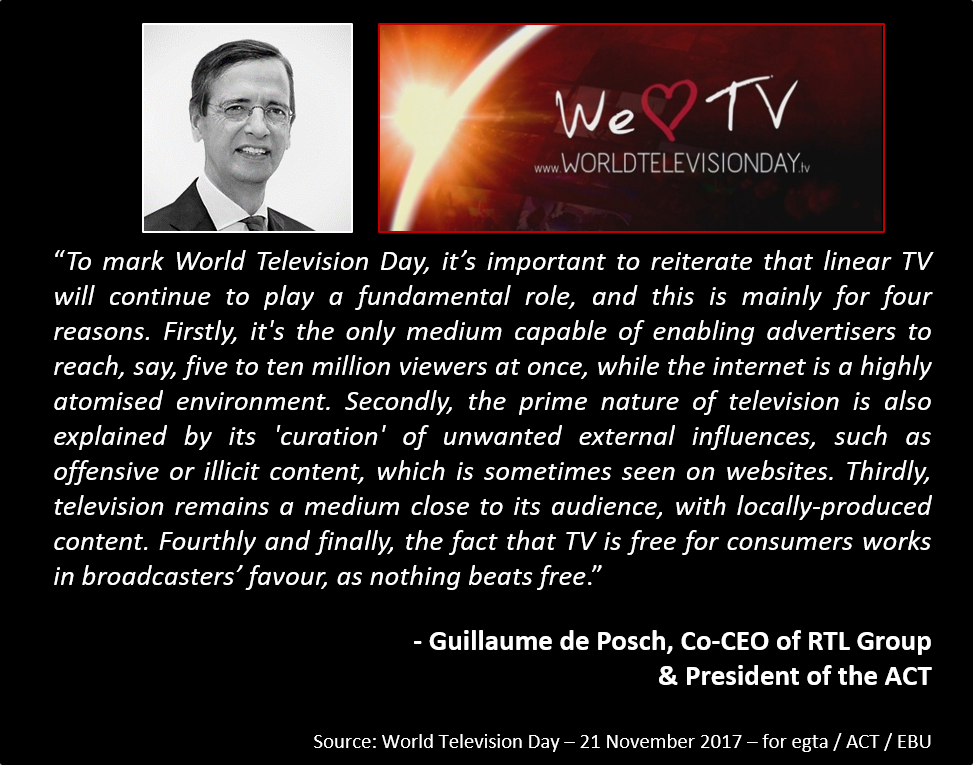 We ♥ TV
www.WORLDTELEVISIONDAY.tv
“To mark World Television Day, it’s important to reiterate that linear TV
will continue to play a fundamental role, and this is mainly for four
reasons. Firstly, it's the only medium capable of enabling advertisers to
reach, say, five to ten million viewers at once, while the internet is a highly
atomised environment. Secondly, the prime nature of television is also
explained by its 'curation' of unwanted external influences, such as
offensive or illicit content, which is sometimes seen on websites. Thirdly,
television remains a medium close to its audience, with locally-produced
content. Fourthly and finally, the fact that TV is free for consumers works
in broadcasters’ favour, as nothing beats free.”
- Guillaume de Posch, Co-CEO of RTL Group
& President of the ACT
Source: World Television Day – 21 November 2017 – for egta / ACT / EBU